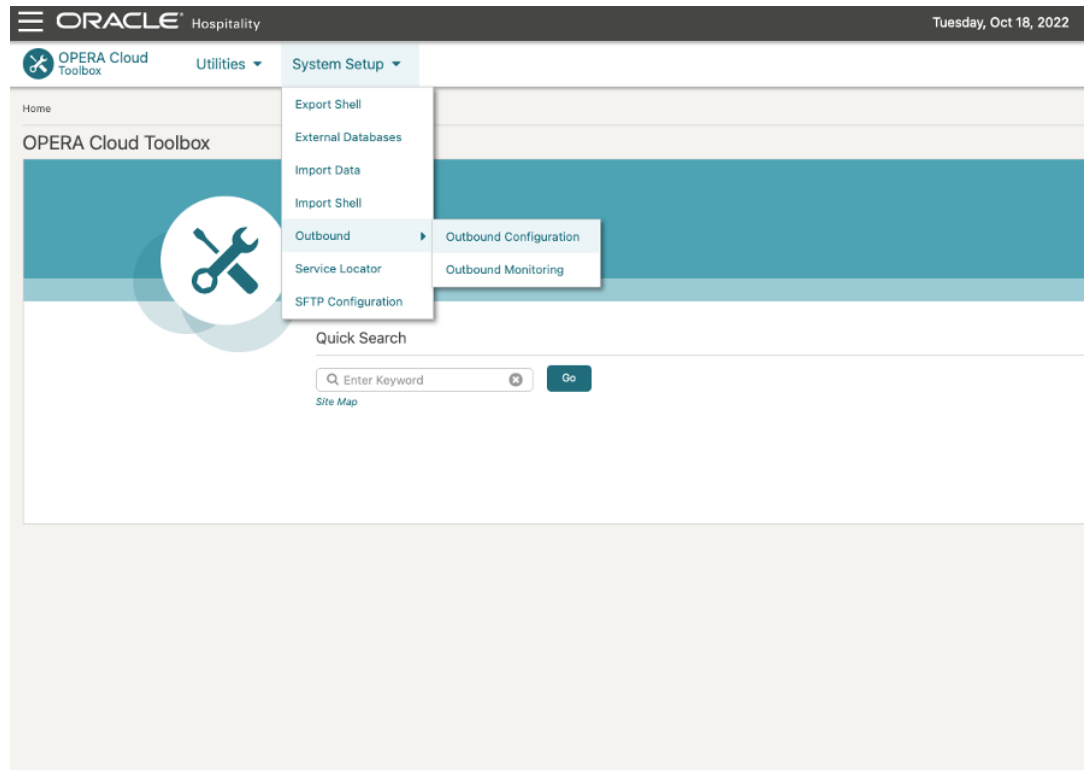 ORACLE Hospitality
Tuesday, Oct 18, 2022
OPERA Cloud
Toolbox
Utilities
System Setup
Home
OPERA Cloud Toolbox
Export Shell
External Databases
Import Data
Import Shell
Outbound
Outbound Configuration
Outbound Monitoring
Service Locator
SFTP Configuration
Quick Search
Enter Keyword
Go
Site Map